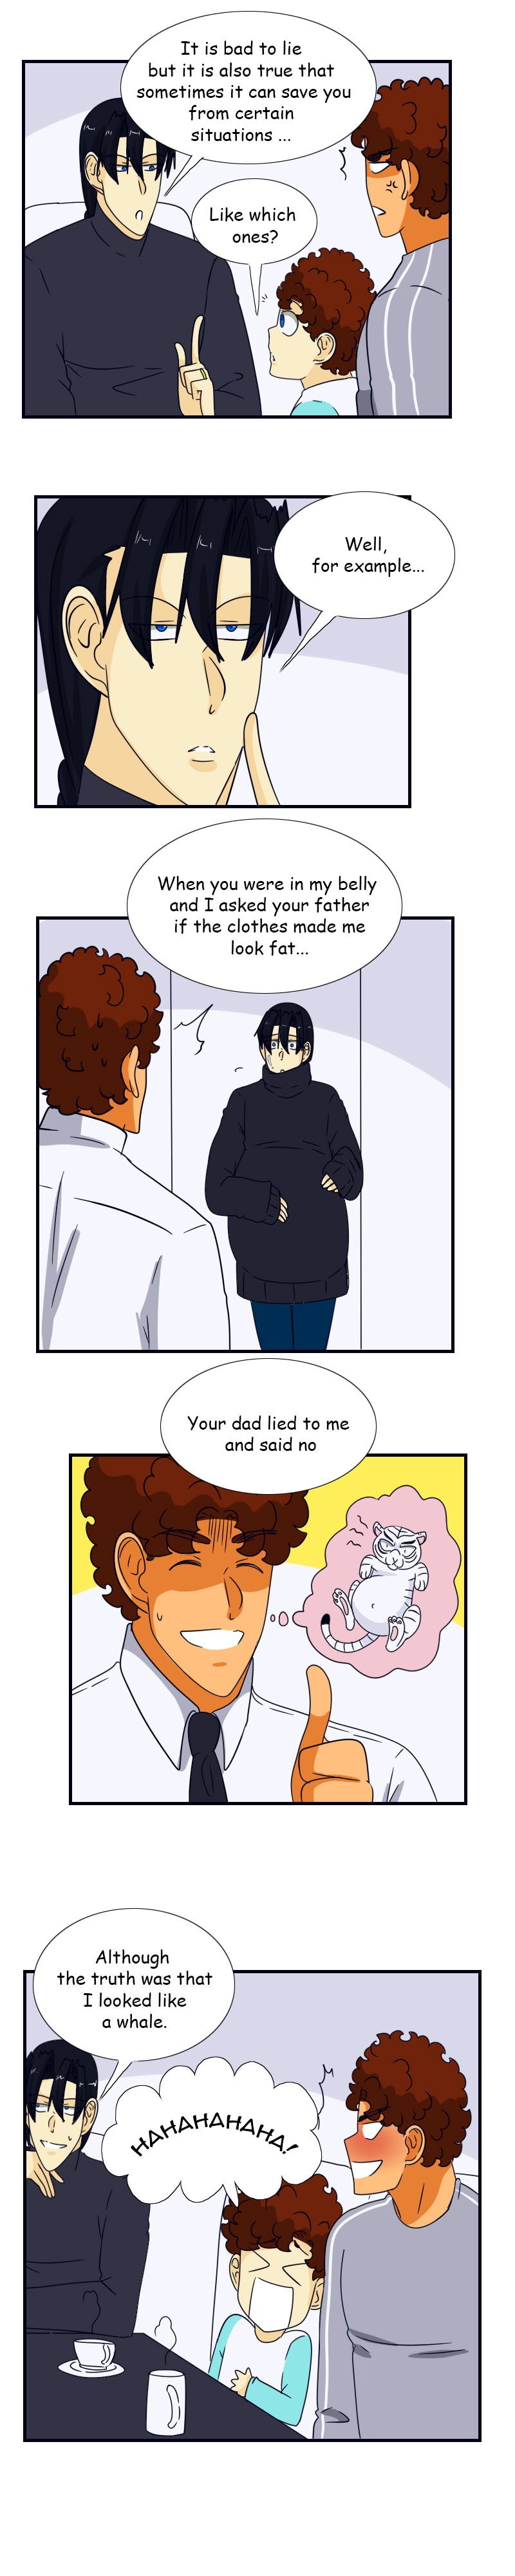 It is bad to lie
but it is also true that
sometimes it can save you
from certain
situations ...
Like which
ones?
Well,
for example...
When you were in my belly
and I asked your father
if the clothes made me
look fat...
Your dad lied to me
and said no
Although
the truth was that
I looked like
a whale.
HAHAHAHAHA!